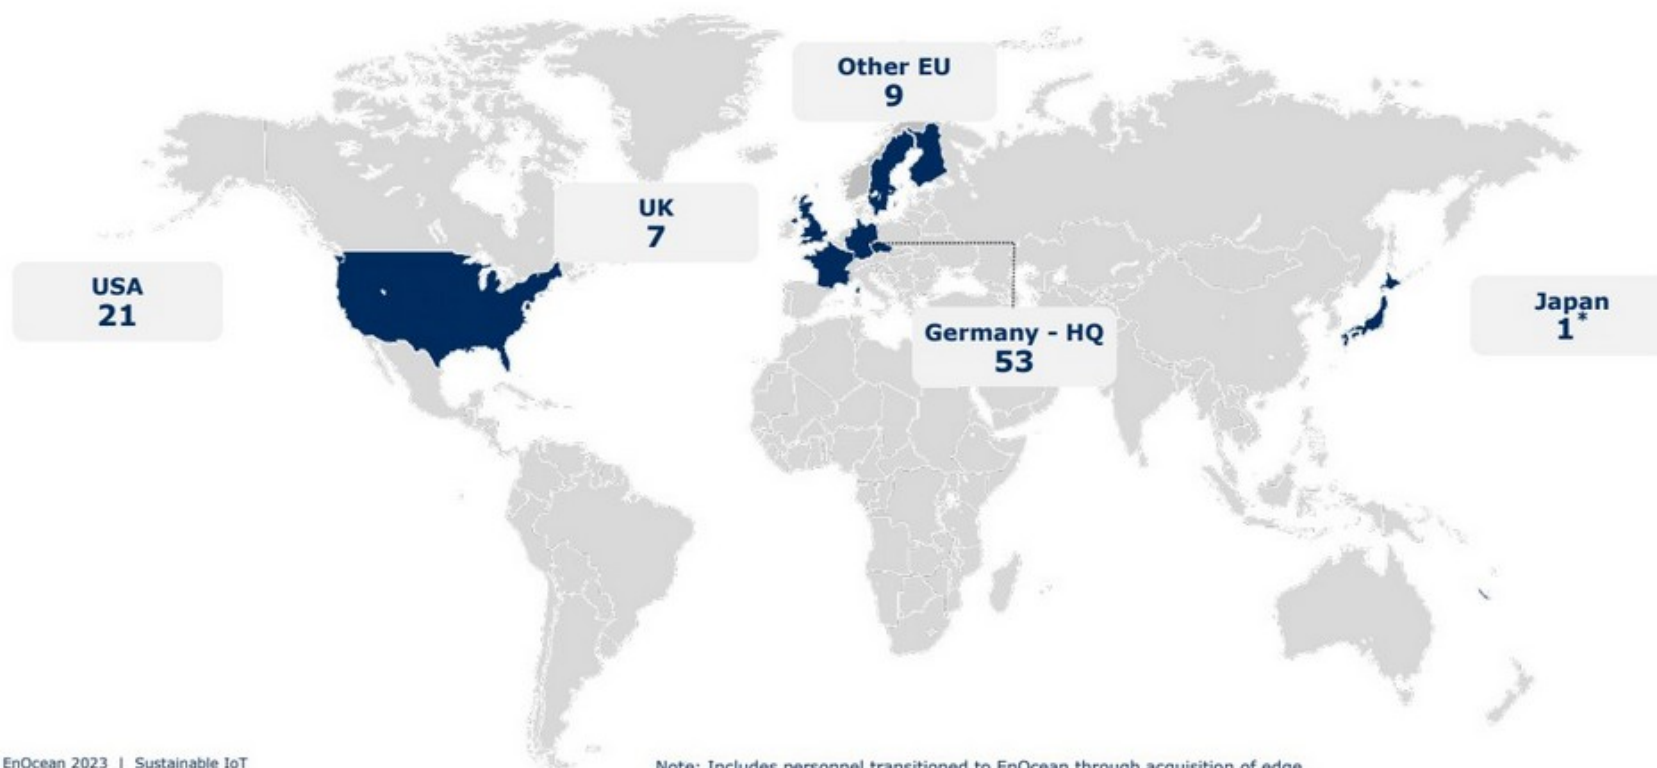 Other EU
9
UK
7
USA
21
Japan
1*
Germany - HQ
53
EnOcean 2023 | Sustainable IoT
Note: Includes personnel transitioned to EnOcean through acquisition of edge